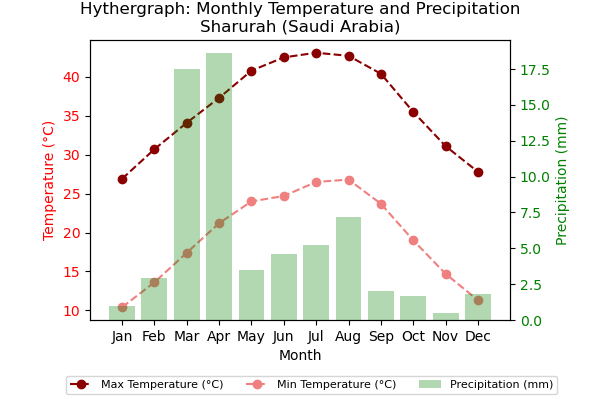 Hythergraph: Monthly Temperature and Precipitation
Sharurah (Saudi Arabia)
Temperature (°C)
40
35
30
25
20
15
10
17.5
15.0
12.5
10.0
7.5
5.0
2.5
0.0
Precipitation (mm)
Jan Feb Mar Apr May Jun Jul Aug Sep Oct Nov Dec
Month
Max Temperature (°C) Min Temperature (°C) Precipitation (mm)